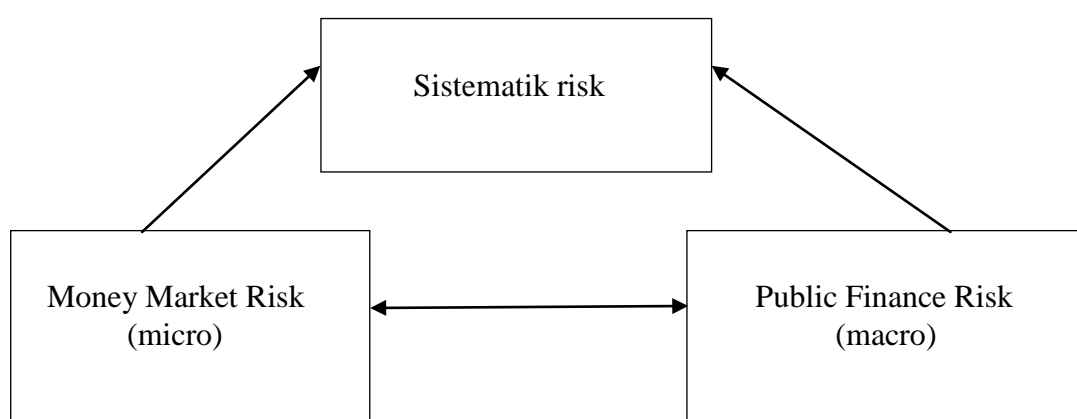 Sistematik risk
Money Market Risk
(micro)
Public Finance Risk
(macro)